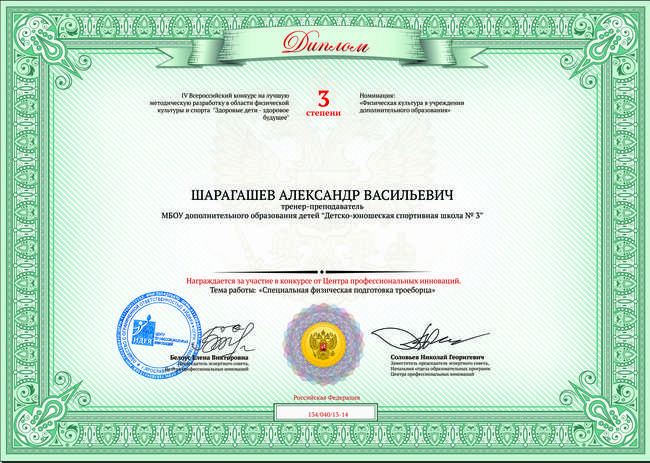 Диплом
IV Всероссийский конкурс на лучшую
методическую разработку в области физической
культуры и спорта "Здоровые дети - здоровое
будущее"
3
степени
Номинация:
«Физическая культура в учреждении
дополнительного образования»
ШАРАГАШЕВ АЛЕКСАНДР ВАСИЛЬЕВИЧ
тренер-преподаватель
МБОУ дополнительного образования детей "Детско-юношеская спортивная школа № 3"
Награждается за участие в конкурсе от Центра профессиональных инноваций.
Тема работы: «Специальная физическая подготовка троеборца»
ИДЕЯ
Белоус Елена Викторовна
Председатель экспертного совета,
Центра профессиональных инноваций
Соловьев Николай Георгиевич
Заместитель председателя экспертного совета,
Начальник отдела образовательных программ
Центра профессиональных инноваций
Российская Федерация
134/040/13-14